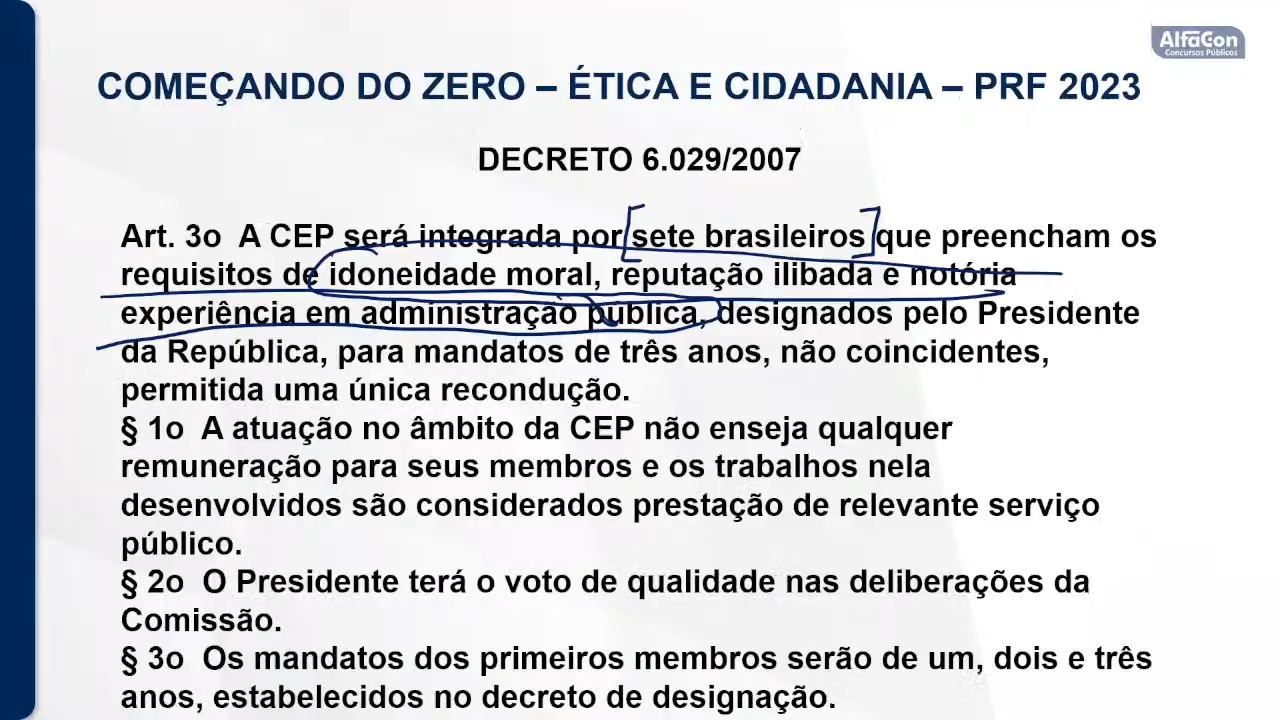 AlfaCon
Concursos Públicos
COMEÇANDO DO ZERO – ÉTICA E CIDADANIA – PRF 2023
DECRETO 6.029/2007
Art. 3o  A CEP será integrada por sete brasileiros que preencham os
requisitos de idoneidade moral, reputação ilibada e notória
experiência em administração pública, designados pelo Presidente
da República, para mandatos de três anos, não coincidentes,
permitida uma única recondução.
§ 1o  A atuação no âmbito da CEP não enseja qualquer
remuneração para seus membros e os trabalhos nela
desenvolvidos são considerados prestação de relevante serviço
público.
§ 2o  O Presidente terá o voto de qualidade nas deliberações da
Comissão.
§ 3o  Os mandatos dos primeiros membros serão de um, dois e três
anos, estabelecidos no decreto de designação.